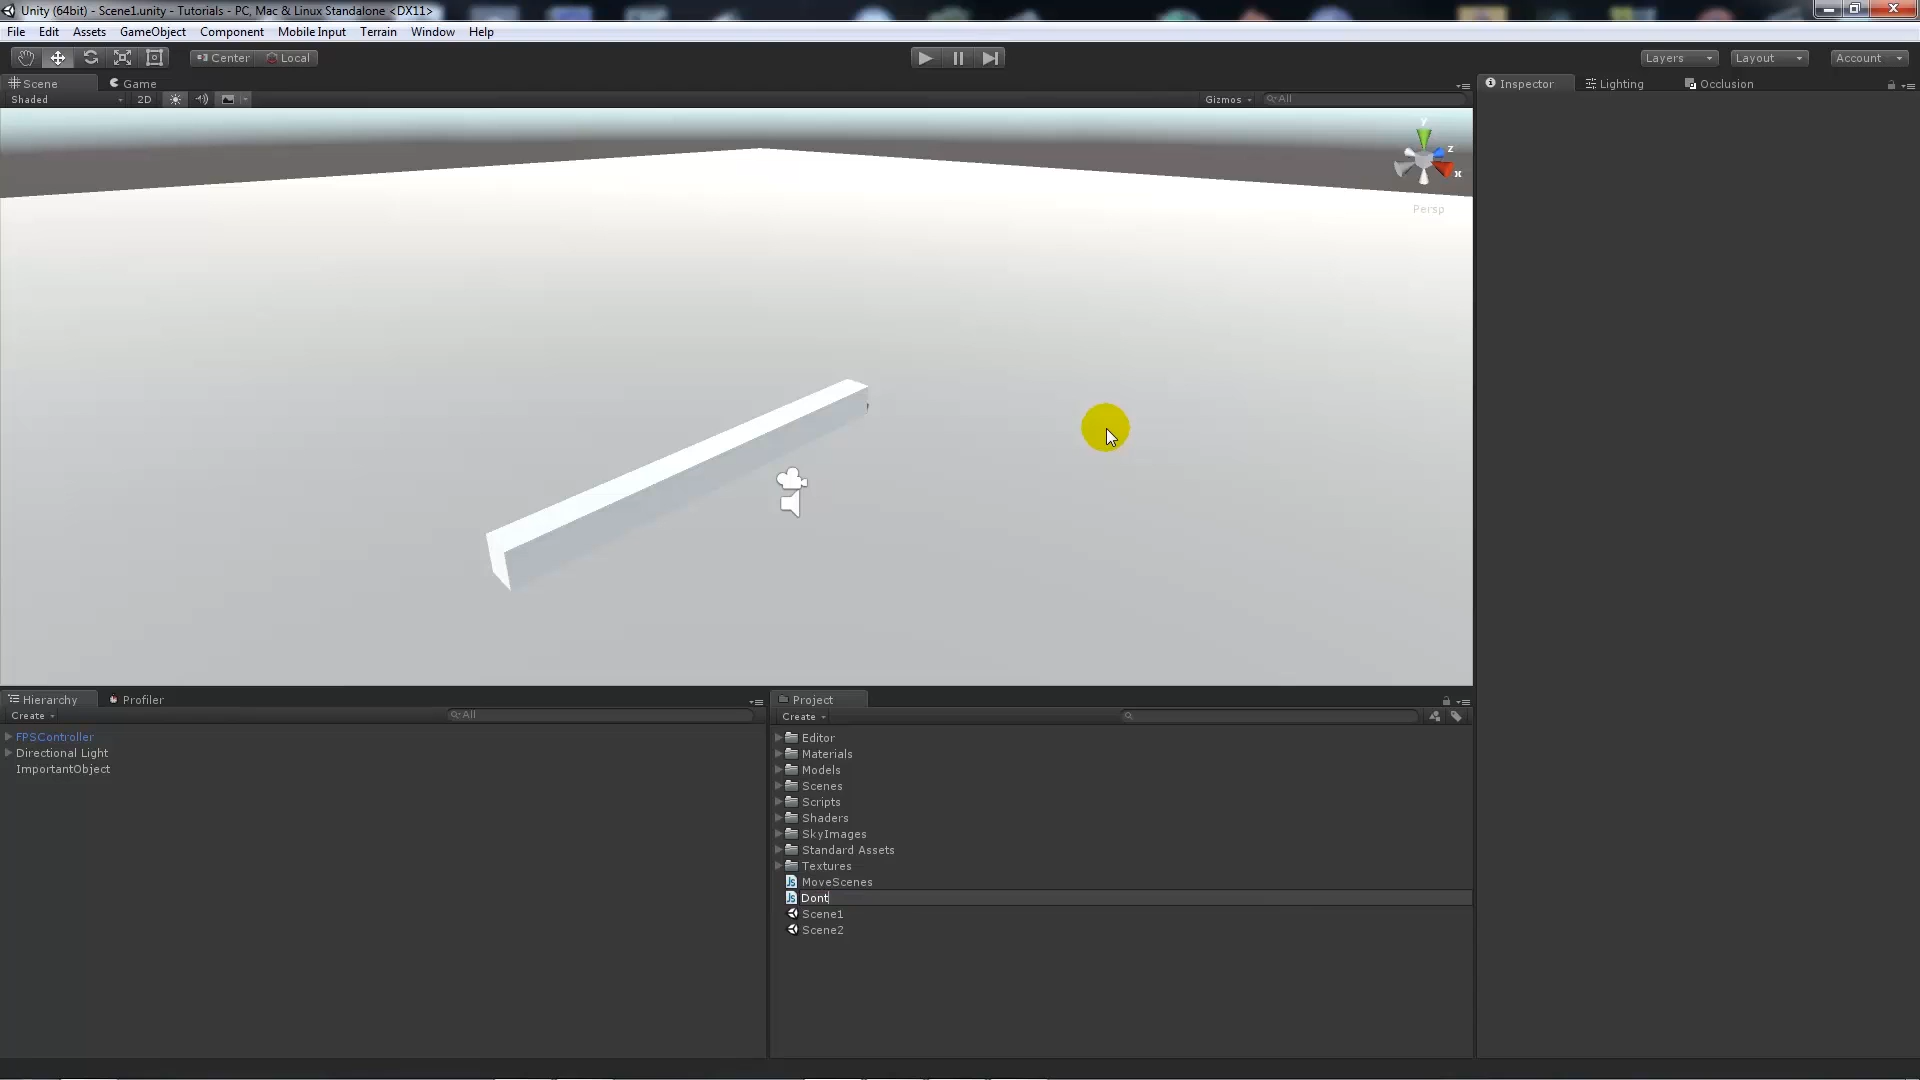 Unity (64bit) - Scene1.unity - Tutorials - PC, Mac & Linux Standalone <DX11>
File Edit Assets GameObject Component Mobile Input Terrain Window Help
Center Local Layers Layout Account
Scene Game Inspector Lighting Occlusion
Shaded 2D Gizmos All
y
z
x
Persp
Hierarchy Profiler
Create All
FPSController
Directional Light
ImportantObject
Project
Create
Editor
Materials
Models
Scenes
Scripts
Shaders
SkyImages
Standard Assets
Textures
Js MoveScenes
Js Dont
Scene1
Scene2